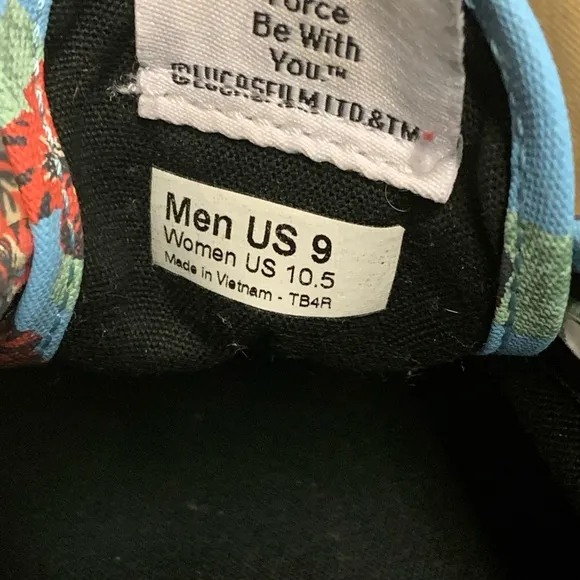 Force
Be With
You.™
©LUCASFILM LTD.&TM
Men US 9
Women US 10.5
Made in Vietnam - TB4R